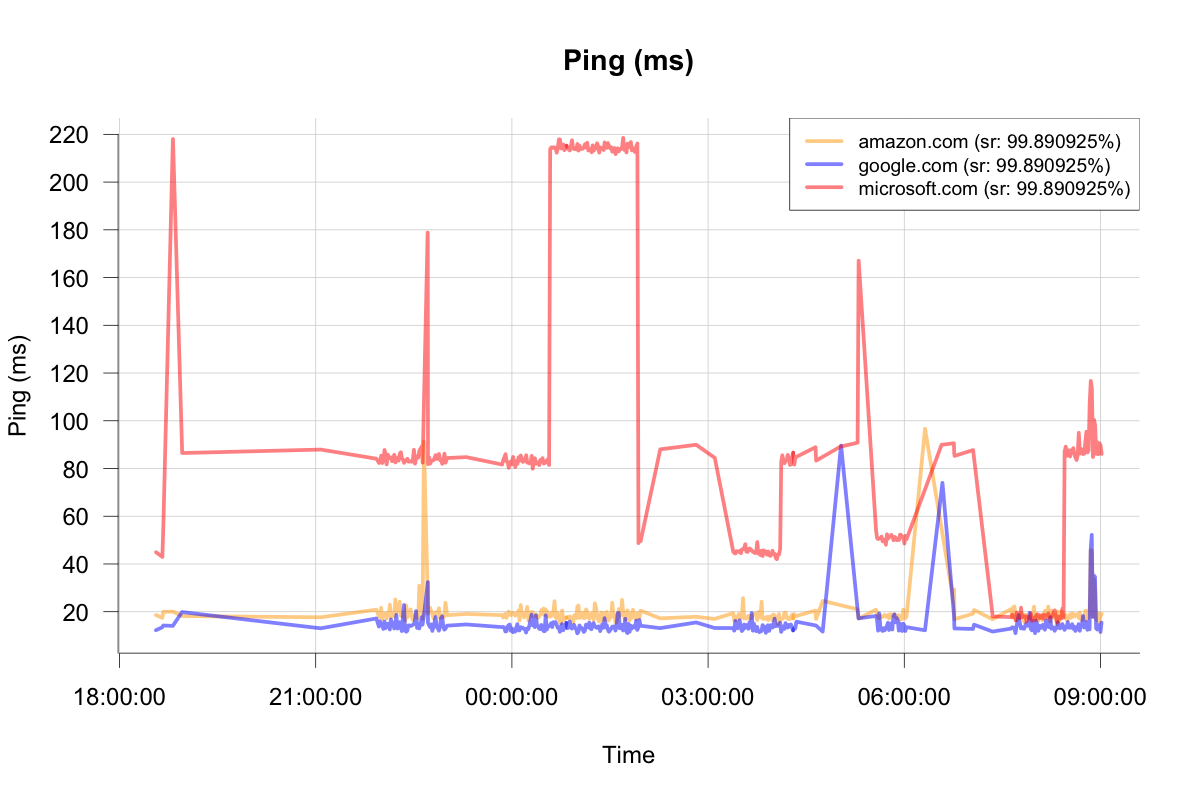 Ping (ms)
amazon.com (sr: 99.890925%)
google.com (sr: 99.890925%)
microsoft.com (sr: 99.890925%)
Ping (ms)
220
200
180
160
140
120
100
80
60
40
20
18:00:00 21:00:00 00:00:00 03:00:00 06:00:00 09:00:00
Time